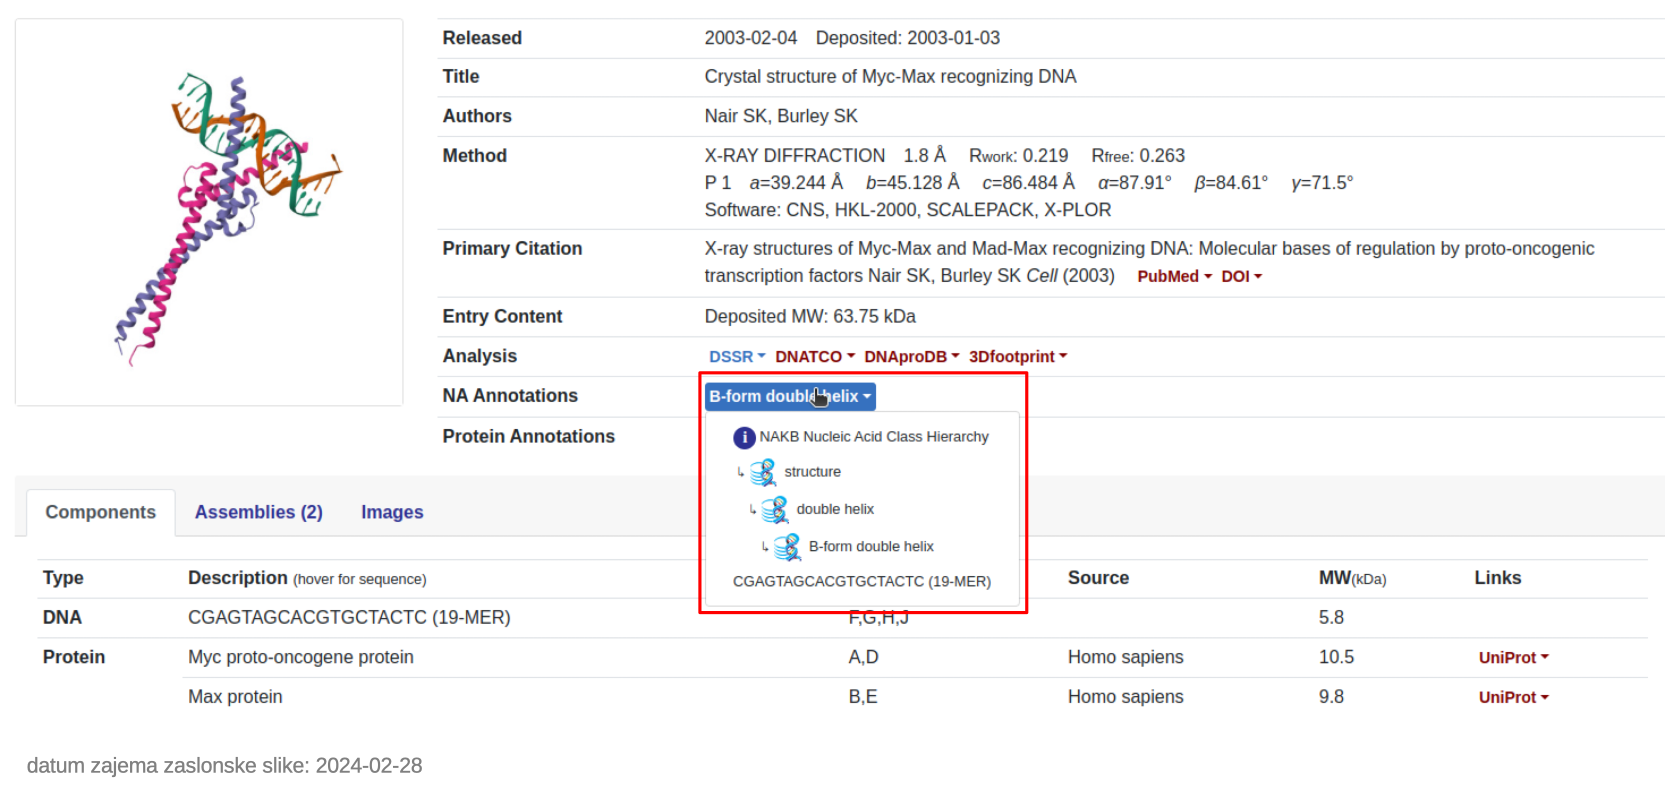 Released 2003-02-04 Deposited: 2003-01-03
Title Crystal structure of Myc-Max recognizing DNA
Authors Nair SK, Burley SK
Method X-RAY DIFFRACTION 1.8 Å Rwork: 0.219 Rfree: 0.263
P 1 a=39.244 Å b=45.128 Å c=86.484 Å α=87.91° β=84.61° γ=71.5°
Software: CNS, HKL-2000, SCALEPACK, X-PLOR
Primary Citation X-ray structures of Myc-Max and Mad-Max recognizing DNA: Molecular bases of regulation by proto-oncogenic
transcription factors Nair SK, Burley SK Cell (2003) PubMed DOI
Entry Content Deposited MW: 63.75 kDa
Analysis DSSR DNATCO DNAproDB 3Dfootprint
NA Annotations B-form double helix
Protein Annotations
i NAKB Nucleic Acid Class Hierarchy
↳ structure
↳ double helix
↳ B-form double helix
CGAGTAGCACGTGCTACTC (19-MER)
Components Assemblies (2) Images
Type Description (hover for sequence) Source MW(kDa) Links
DNA CGAGTAGCACGTGCTACTC (19-MER) F,G,H,J 5.8
Protein Myc proto-oncogene protein A,D Homo sapiens 10.5 UniProt
Max protein B,E Homo sapiens 9.8 UniProt
datum zajema zaslonske slike: 2024-02-28